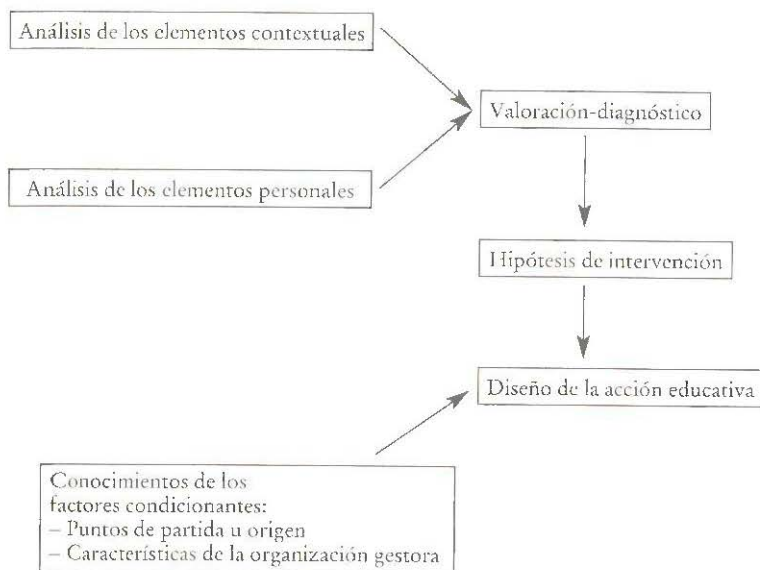 Análisis de los elementos contextuales
Valoración-diagnóstico
Análisis de los elementos personales
Hipótesis de intervención
Diseño de la acción educativa
Conocimientos de los
factores condicionantes:
– Puntos de partida u origen
– Características de la organización gestora